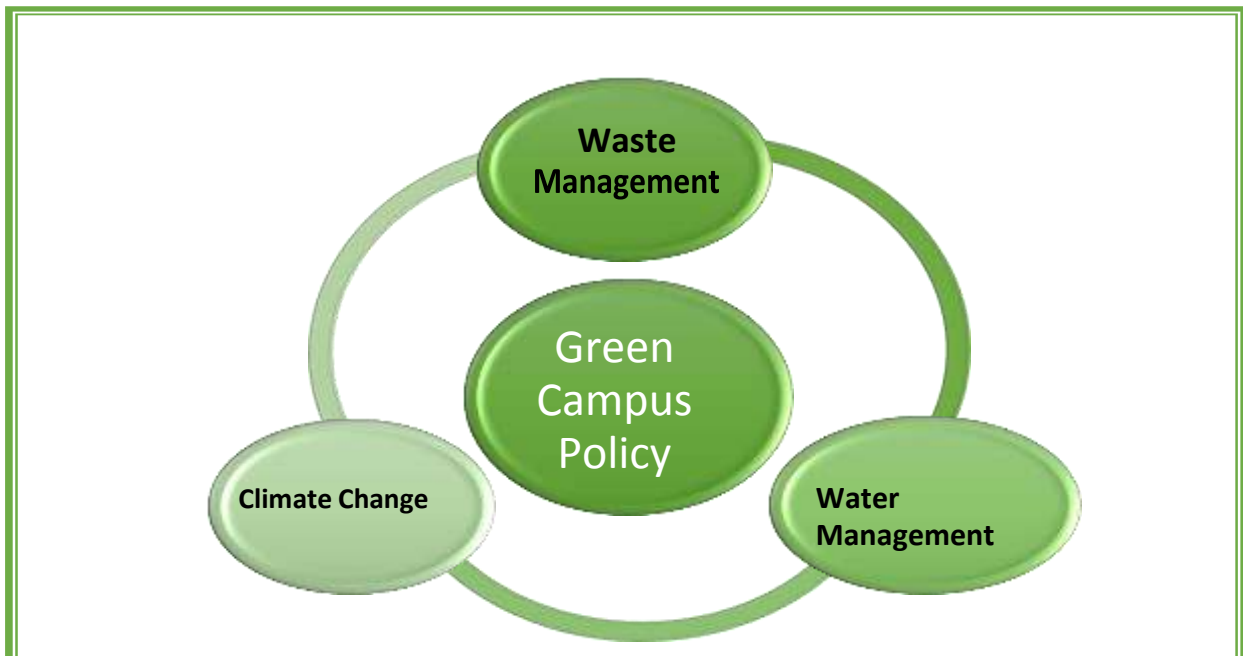 Waste
Management
Green
Campus
Policy
Climate Change
Water
Management